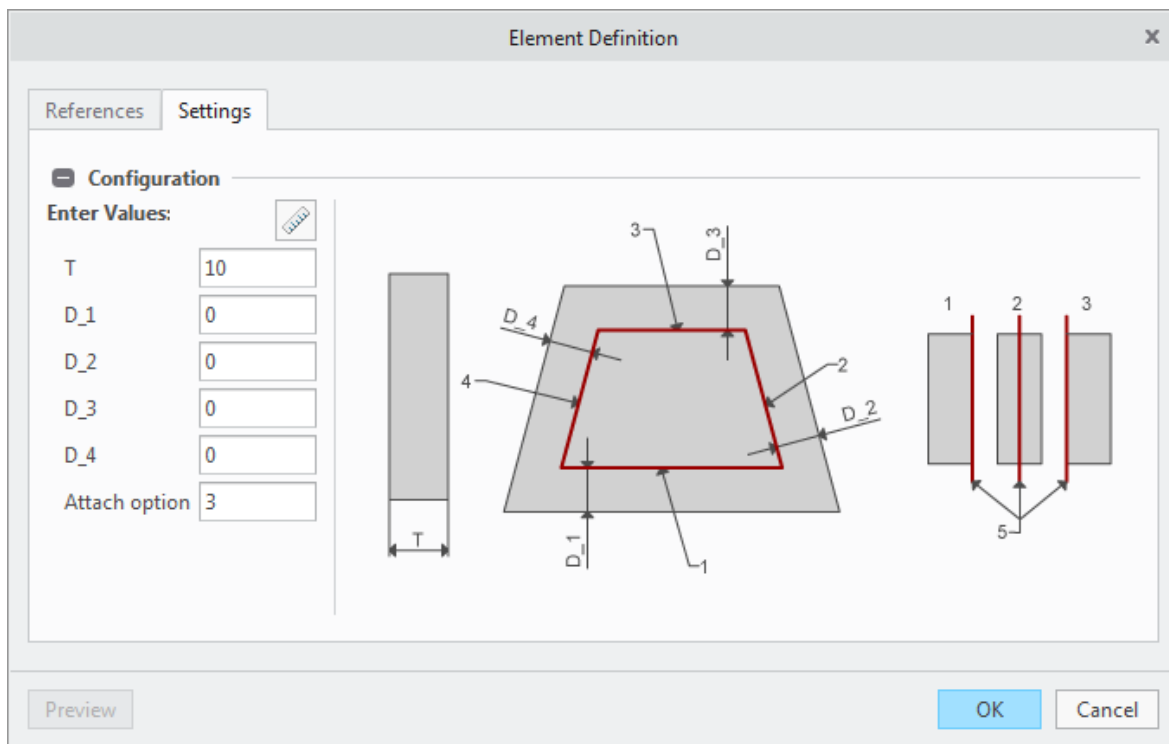 Element Definition
References
Settings
Configuration
Enter Values:
T 10
D_1 0
D_2 0
D_3 0
D_4 0
Attach option 3
T
3
D_3
D_4
4
2
D_2
D_1
1
1 2 3
5
Preview
OK
Cancel